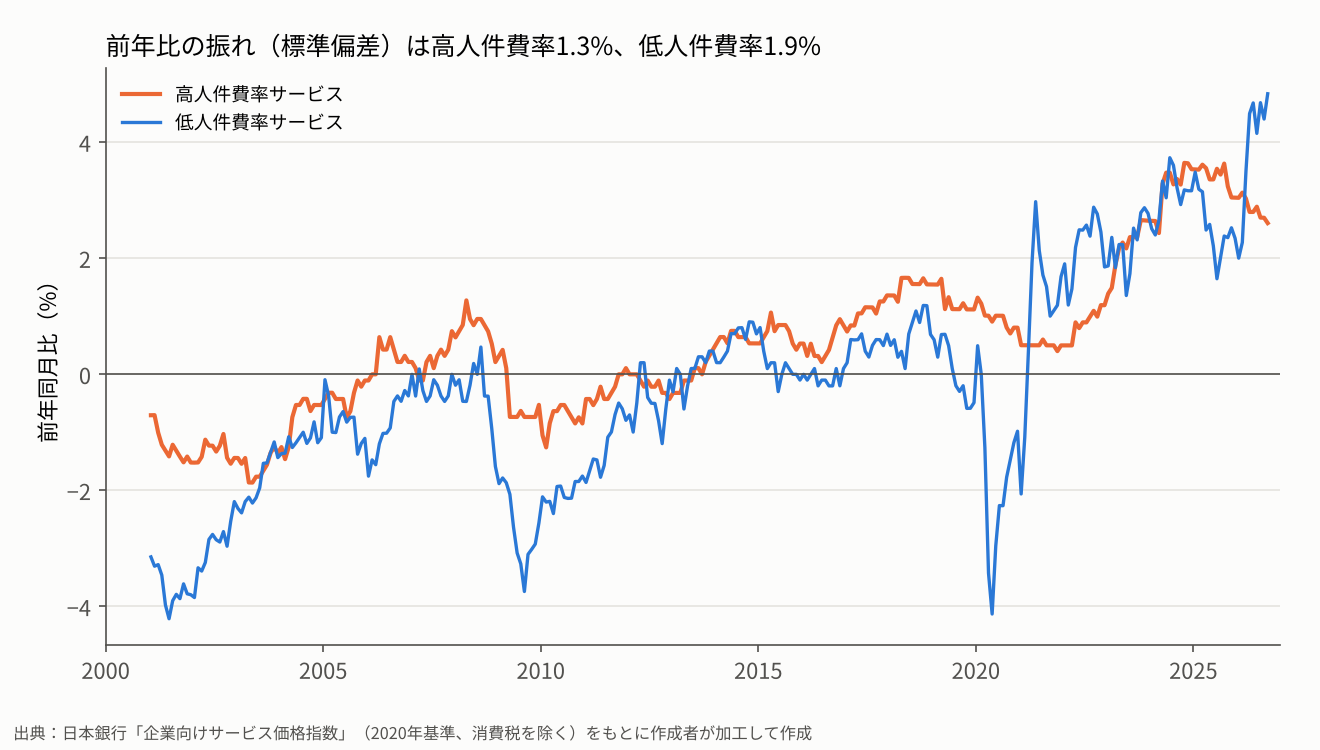 前年比の振れ（標準偏差）は高人件費率1.3%、低人件費率1.9%
高人件費率サービス
低人件費率サービス
前年同月比（%）
4
2
0
−2
−4
2000
2005
2010
2015
2020
2025
出典：日本銀行「企業向けサービス価格指数」（2020年基準、消費税を除く）をもとに作成者が加工して作成